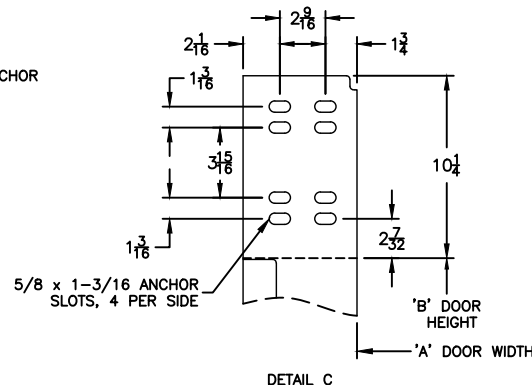 2 9/16
2 1/16
1 3/4
CHOR
1 3/16
3 15/16
10 1/4
1 3/16
2 7/32
5/8 x 1-3/16 ANCHOR
SLOTS, 4 PER SIDE
'B' DOOR
HEIGHT
'A' DOOR WIDTH
DETAIL C